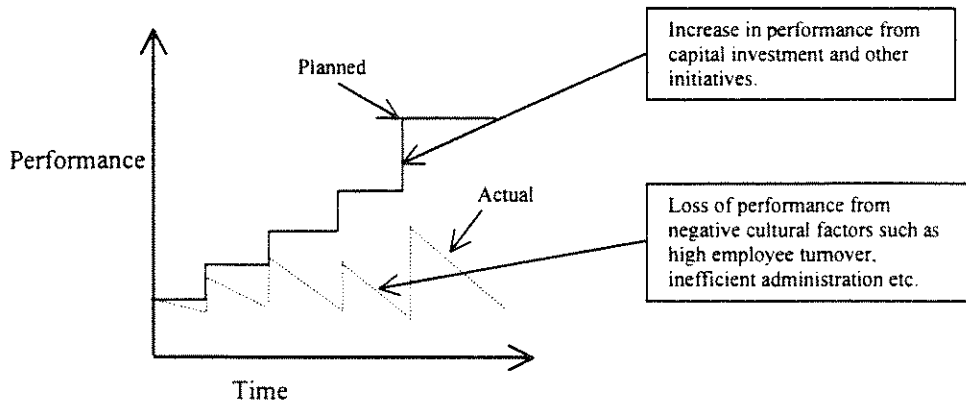 Increase in performance from
capital investment and other
initiatives.
Planned
Performance
Actual
Loss of performance from
negative cultural factors such as
high employee turnover,
inefficient administration etc.
Time